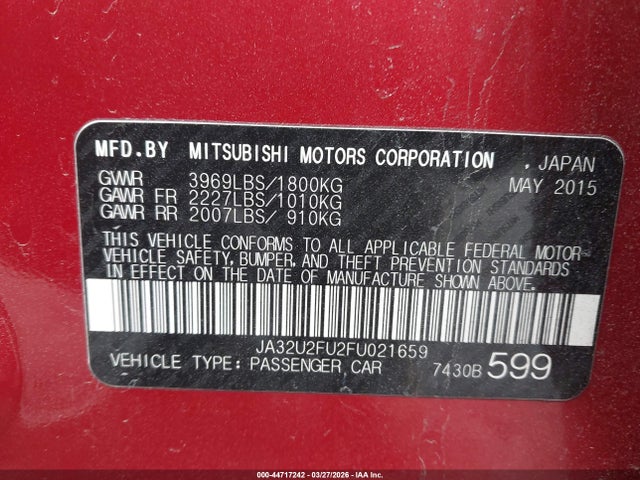 MFD.BY MITSUBISHI MOTORS CORPORATION , JAPAN
GVWR 3969LBS/1800KG MAY 2015
GAWR FR 2227LBS/1010KG
GAWR RR 2007LBS/ 910KG
THIS VEHICLE CONFORMS TO ALL APPLICABLE FEDERAL MOTOR-
VEHICLE SAFETY, BUMPER, AND THEFT PREVENTION STANDARDS
IN EFFECT ON THE DATE OF MANUFACTURE SHOWN ABOVE.
JA32U2FU2FU021659
VEHICLE TYPE: PASSENGER,CAR 7430B 599
000-44717242 - 03/27/2026 - IAA Inc.